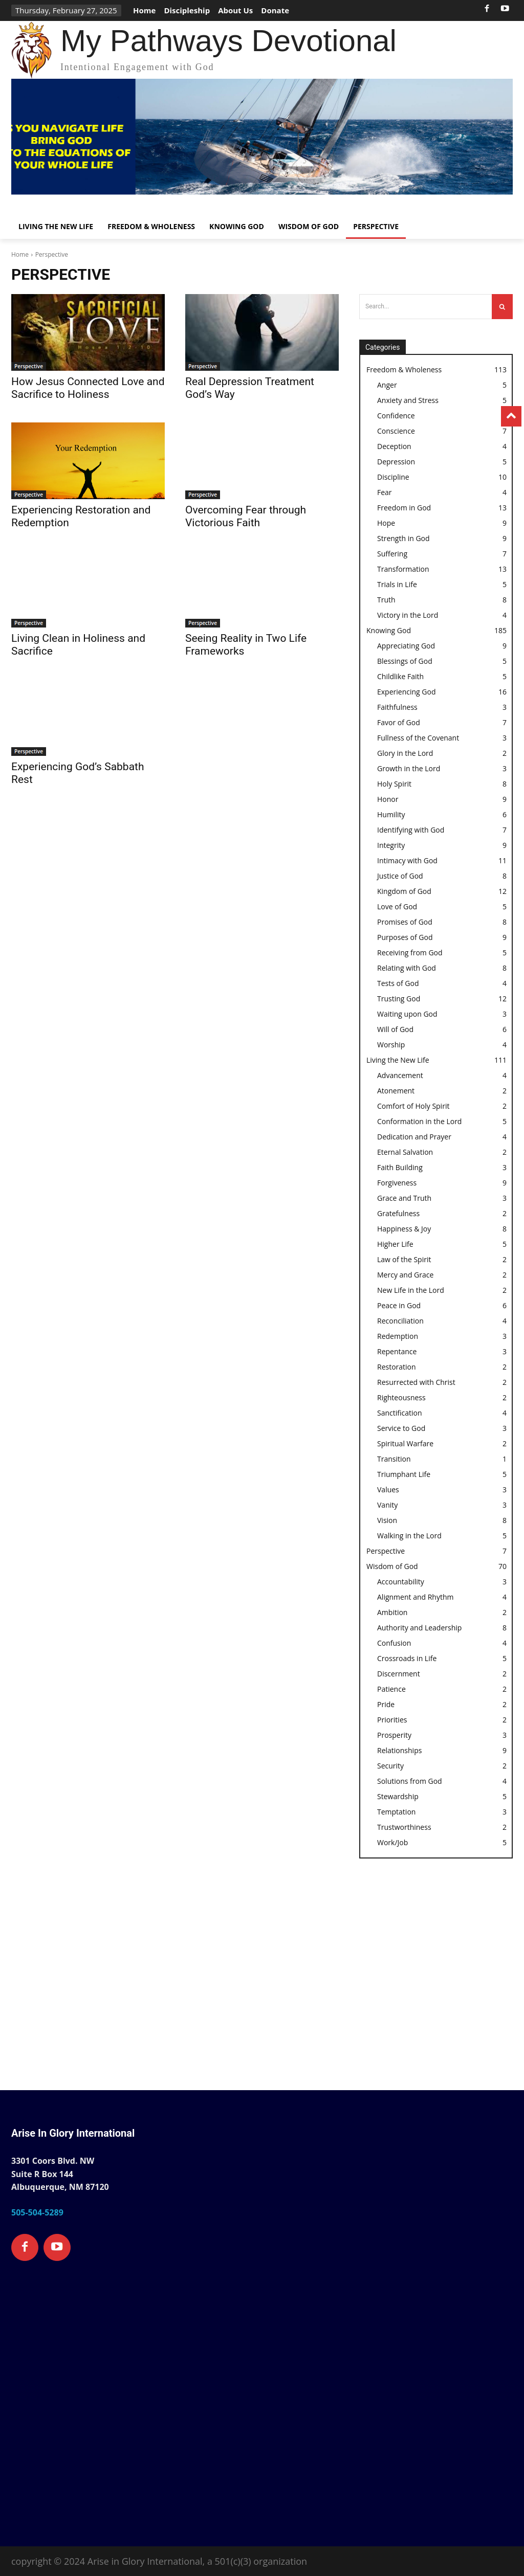 Thursday, February 27, 2025
Home Discipleship About Us Donate
My Pathways Devotional
Intentional Engagement with God
YOU NAVIGATE LIFE
BRING GOD
TO THE EQUATIONS OF
YOUR WHOLE LIFE
LIVING THE NEW LIFE FREEDOM & WHOLENESS KNOWING GOD WISDOM OF GOD PERSPECTIVE
Home › Perspective
PERSPECTIVE
SACRIFICIAL
LOVE
Perspective
How Jesus Connected Love and
Sacrifice to Holiness
Perspective
Real Depression Treatment
God's Way
Your Redemption
Perspective
Experiencing Restoration and
Redemption
Perspective
Overcoming Fear through
Victorious Faith
Perspective
Living Clean in Holiness and
Sacrifice
Perspective
Seeing Reality in Two Life
Frameworks
Perspective
Experiencing God's Sabbath
Rest
Search...
Categories
Freedom & Wholeness 113
Anger 5
Anxiety and Stress 5
Confidence
Conscience 7
Deception 4
Depression 5
Discipline 10
Fear 4
Freedom in God 13
Hope 9
Strength in God 9
Suffering 7
Transformation 13
Trials in Life 5
Truth 8
Victory in the Lord 4
Knowing God 185
Appreciating God 9
Blessings of God 5
Childlike Faith 5
Experiencing God 16
Faithfulness 3
Favor of God 7
Fullness of the Covenant 3
Glory in the Lord 2
Growth in the Lord 3
Holy Spirit 8
Honor 9
Humility 6
Identifying with God 7
Integrity 9
Intimacy with God 11
Justice of God 8
Kingdom of God 12
Love of God 5
Promises of God 8
Purposes of God 9
Receiving from God 5
Relating with God 8
Tests of God 4
Trusting God 12
Waiting upon God 3
Will of God 6
Worship 4
Living the New Life 111
Advancement 4
Atonement 2
Comfort of Holy Spirit 2
Conformation in the Lord 5
Dedication and Prayer 4
Eternal Salvation 2
Faith Building 3
Forgiveness 9
Grace and Truth 3
Gratefulness 2
Happiness & Joy 8
Higher Life 5
Law of the Spirit 2
Mercy and Grace 2
New Life in the Lord 2
Peace in God 6
Reconciliation 4
Redemption 3
Repentance 3
Restoration 2
Resurrected with Christ 2
Righteousness 2
Sanctification 4
Service to God 3
Spiritual Warfare 2
Transition 1
Triumphant Life 5
Values 3
Vanity 3
Vision 8
Walking in the Lord 5
Perspective 7
Wisdom of God 70
Accountability 3
Alignment and Rhythm 4
Ambition 2
Authority and Leadership 8
Confusion 4
Crossroads in Life 5
Discernment 2
Patience 2
Pride 2
Priorities 2
Prosperity 3
Relationships 9
Security 2
Solutions from God 4
Stewardship 5
Temptation 3
Trustworthiness 2
Work/Job 5
Arise In Glory International
3301 Coors Blvd. NW
Suite R Box 144
Albuquerque, NM 87120
505-504-5289
copyright © 2024 Arise in Glory International, a 501(c)(3) organization